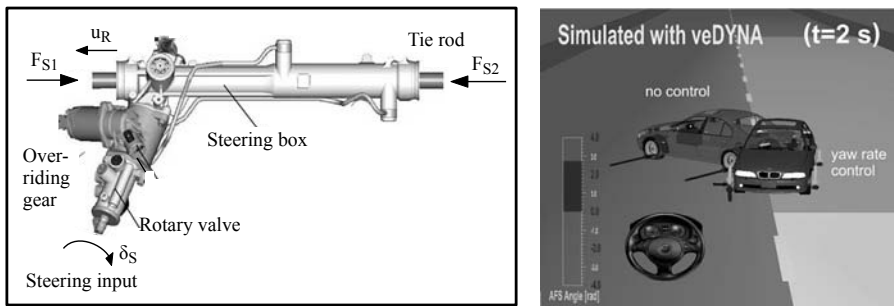 u_R
F_S1
Tie rod
F_S2
Steering box
Over-
riding
gear
Rotary valve
δ_S
Steering input
Simulated with veDYNA (t=2 s)
no control
yaw rate
control
AFS Angle [rad]